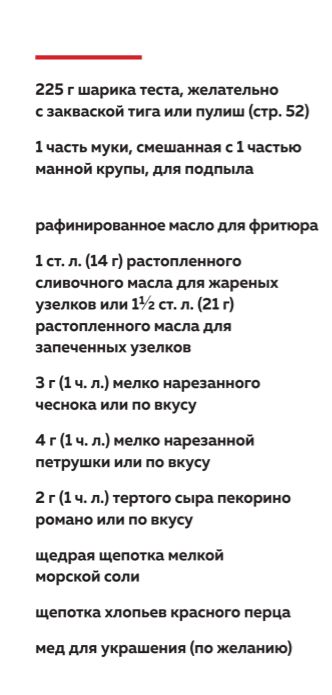 225 г шарика теста, желательно
с закваской тига или пулиш (стр. 52)
1 часть муки, смешанная с 1 частью
манной крупы, для подпыла
рафинированное масло для фритюра
1 ст. л. (14 г) растопленного
сливочного масла для жареных
узелков или 1½ ст. л. (21 г)
растопленного масла для
запеченных узелков
3 г (1 ч. л.) мелко нарезанного
чеснока или по вкусу
4 г (1 ч. л.) мелко нарезанной
петрушки или по вкусу
2 г (1 ч. л.) тертого сыра пекорино
романо или по вкусу
щедрая щепотка мелкой
морской соли
щепотка хлопьев красного перца
мед для украшения (по желанию)